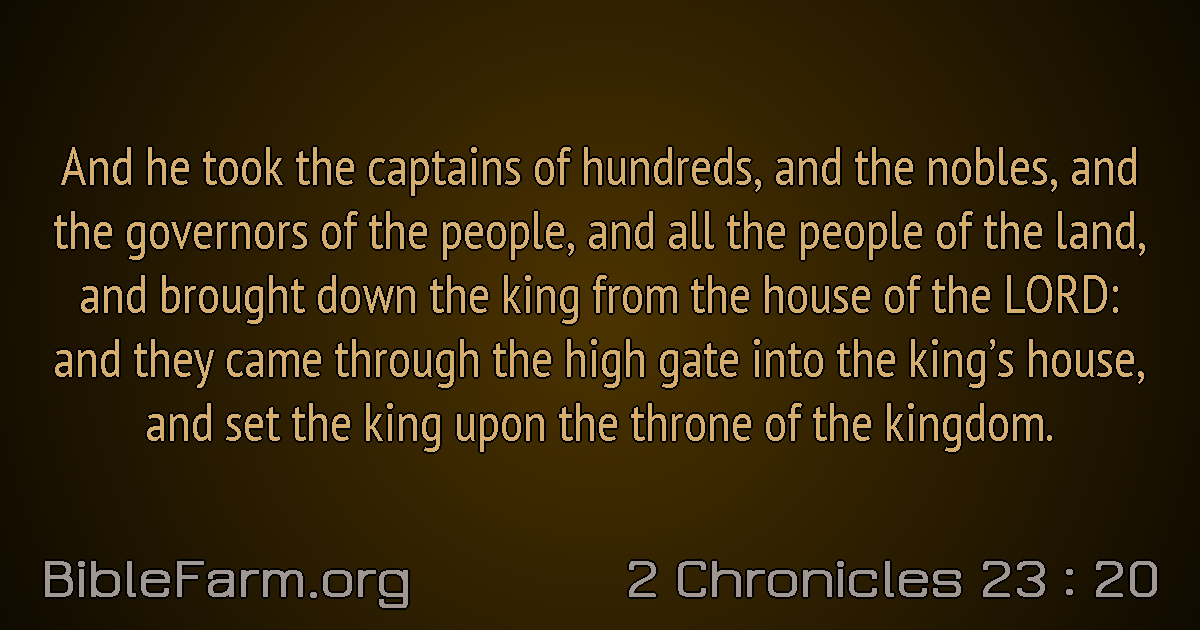 And he took the captains of hundreds, and the nobles, and
the governors of the people, and all the people of the land,
and brought down the king from the house of the LORD:
and they came through the high gate into the king’s house,
and set the king upon the throne of the kingdom.
BibleFarm.org
2 Chronicles 23 : 20